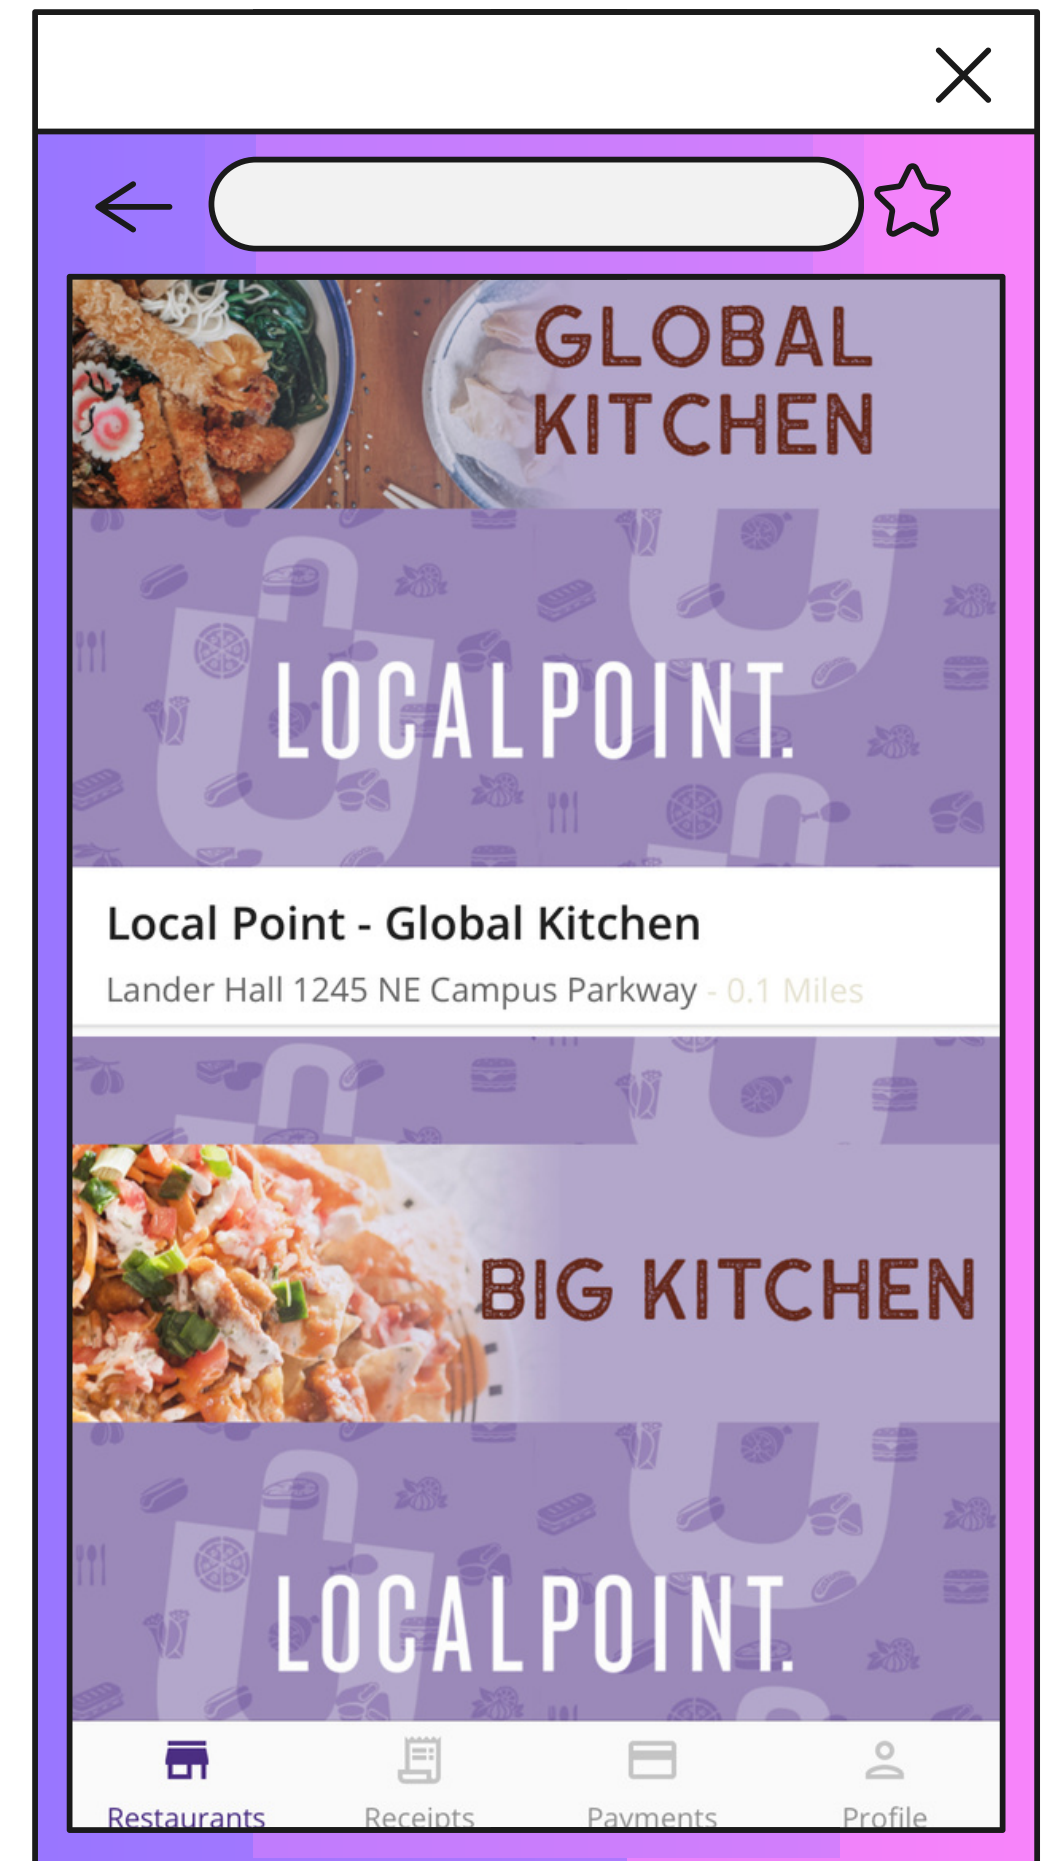 GLOBAL
KITCHEN
LOCALPOINT.
Local Point - Global Kitchen
Lander Hall 1245 NE Campus Parkway - 0.1 Miles
BIG KITCHEN
LOCALPOINT.
Restaurants Receipts Payments Profile